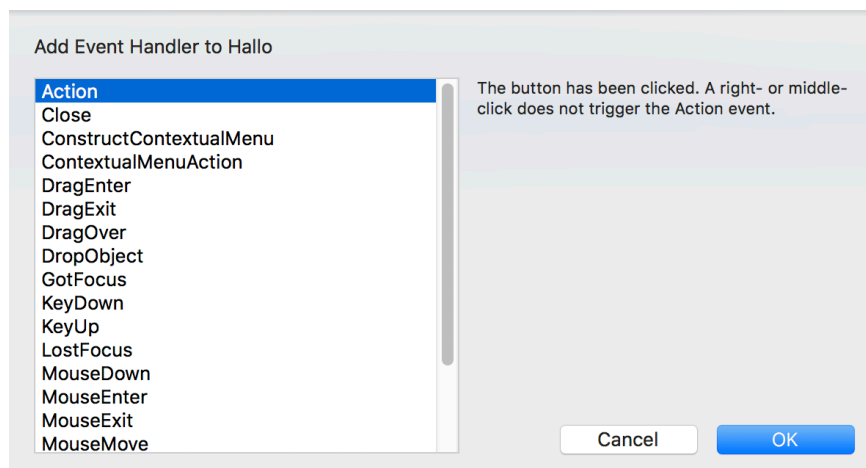 Add Event Handler to Hallo
Action
Close
ConstructContextualMenu
ContextualMenuAction
DragEnter
DragExit
DragOver
DropObject
GotFocus
KeyDown
KeyUp
LostFocus
MouseDown
MouseEnter
MouseExit
MouseMove
The button has been clicked. A right- or middle-
click does not trigger the Action event.
Cancel
OK